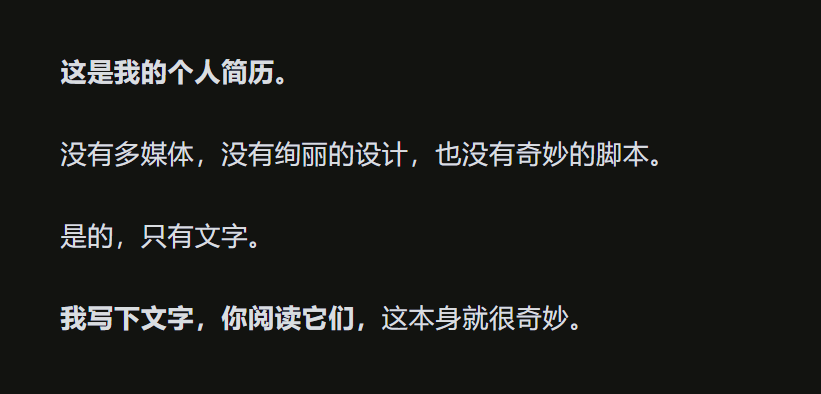 这是我的个人简历。
没有多媒体，没有绚丽的设计，也没有奇妙的脚本。
是的，只有文字。
我写下文字，你阅读它们，这本身就很奇妙。